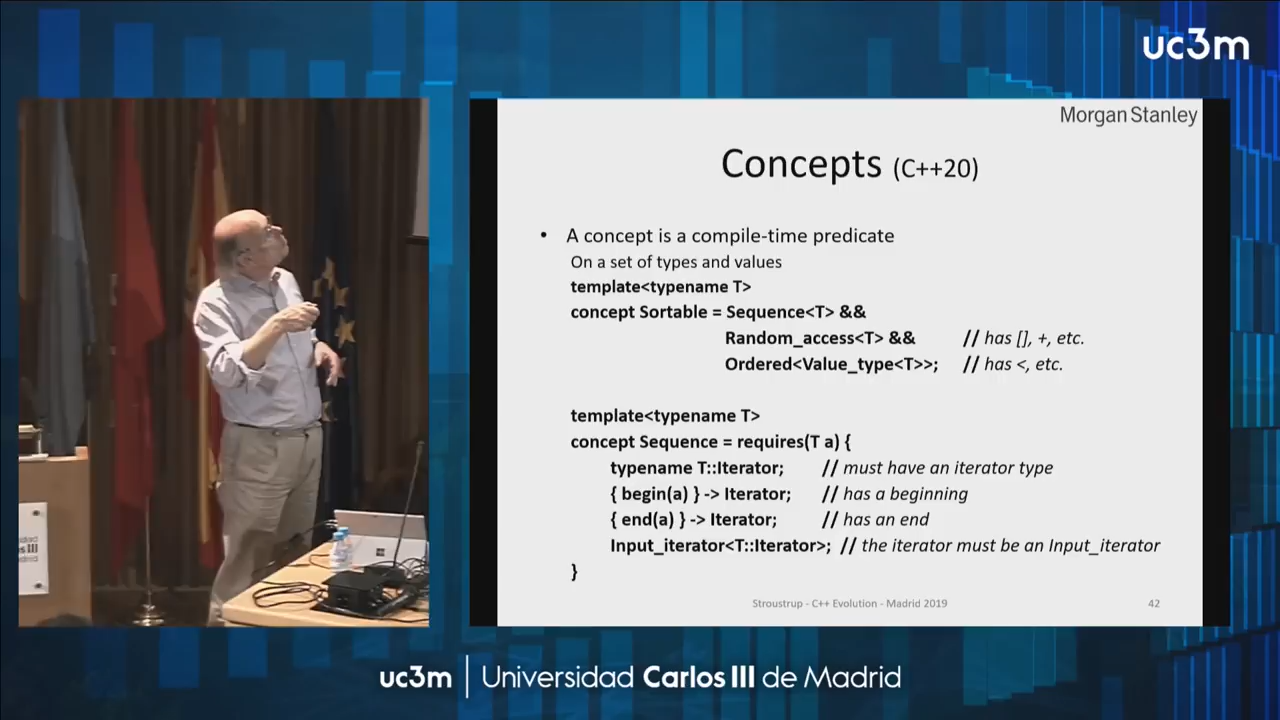 uc3m
Morgan Stanley
Concepts (C++20)
• A concept is a compile-time predicate
On a set of types and values
template<typename T>
concept Sortable = Sequence<T> &&
Random_access<T> && // has [], +, etc.
Ordered<Value_type<T>>; // has <, etc.
template<typename T>
concept Sequence = requires(T a) {
typename T::Iterator; // must have an iterator type
{ begin(a) } -> Iterator; // has a beginning
{ end(a) } -> Iterator; // has an end
Input_iterator<T::Iterator>; // the iterator must be an Input_iterator
}
Stroustrup - C++ Evolution - Madrid 2019 42
los III
uc3m | Universidad Carlos III de Madrid